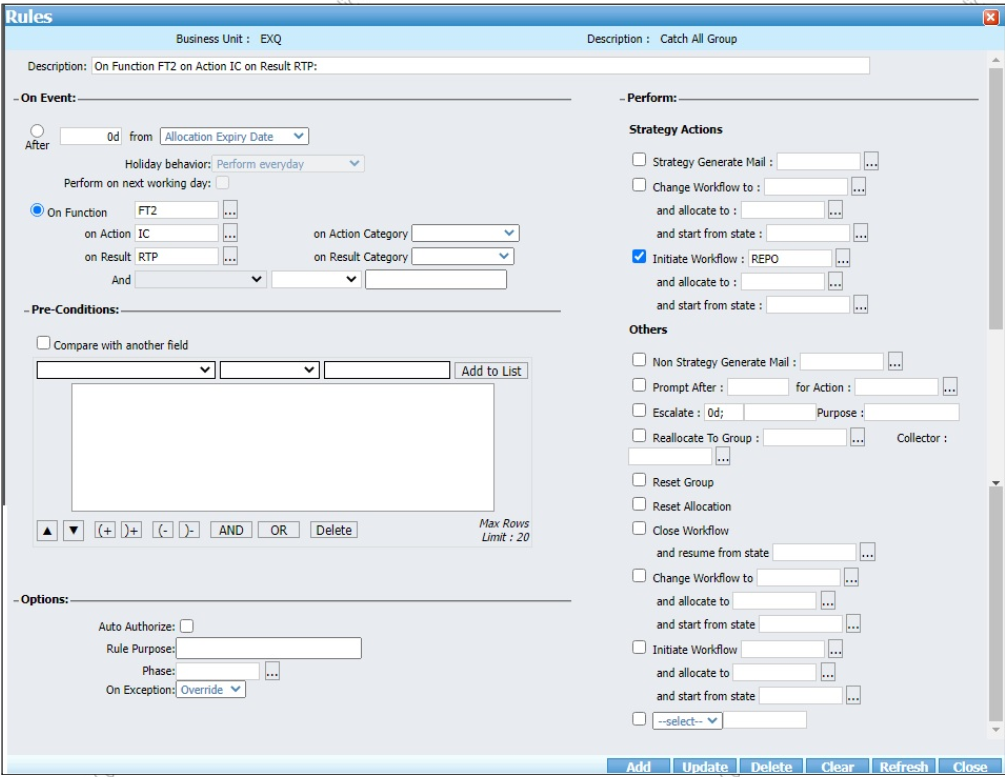 Rules
Business Unit : EXQ
Description : Catch All Group
Description: On Function FT2 on Action IC on Result RTP:
On Event:
After 0d from Allocation Expiry Date
Holiday behavior: Perform everyday
Perform on next working day:
On Function FT2 ...
on Action IC ... on Action Category
on Result RTP ... on Result Category
And
Pre-Conditions:
Compare with another field
Add to List
(+ )+ (- )- AND OR Delete
Max Rows
Limit : 20
Options:
Auto Authorize:
Rule Purpose:
Phase: ...
On Exception: Override
Perform:
Strategy Actions
Strategy Generate Mail : ...
Change Workflow to : ...
and allocate to : ...
and start from state : ...
Initiate Workflow : REPO ...
and allocate to : ...
and start from state : ...
Others
Non Strategy Generate Mail : ...
Prompt After : for Action : ...
Escalate : 0d; Purpose :
Reallocate To Group : ... Collector :
...
Reset Group
Reset Allocation
Close Workflow
and resume from state ...
Change Workflow to ...
and allocate to ...
and start from state ...
Initiate Workflow ...
and allocate to ...
and start from state ...
--select--
Add Update Delete Clear Refresh Close